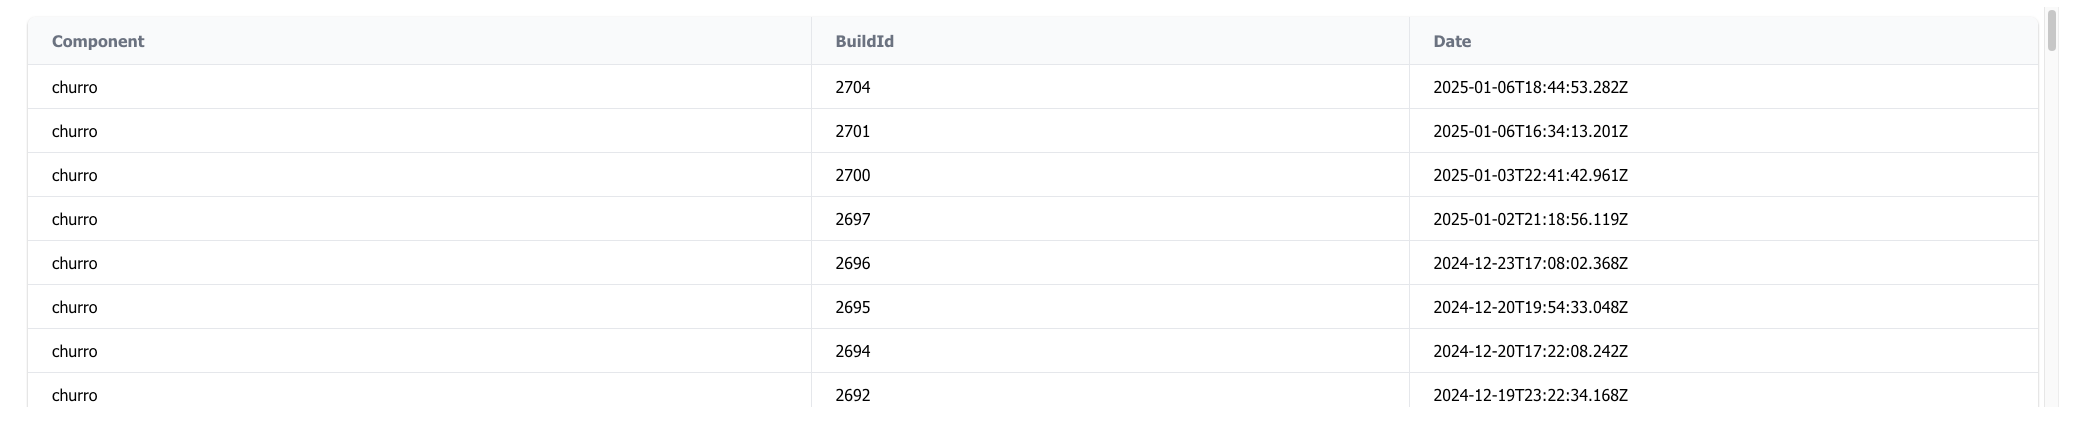 Component BuildId Date
churro 2704 2025-01-06T18:44:53.282Z
churro 2701 2025-01-06T16:34:13.201Z
churro 2700 2025-01-03T22:41:42.961Z
churro 2697 2025-01-02T21:18:56.119Z
churro 2696 2024-12-23T17:08:02.368Z
churro 2695 2024-12-20T19:54:33.048Z
churro 2694 2024-12-20T17:22:08.242Z
churro 2692 2024-12-19T23:22:34.168Z